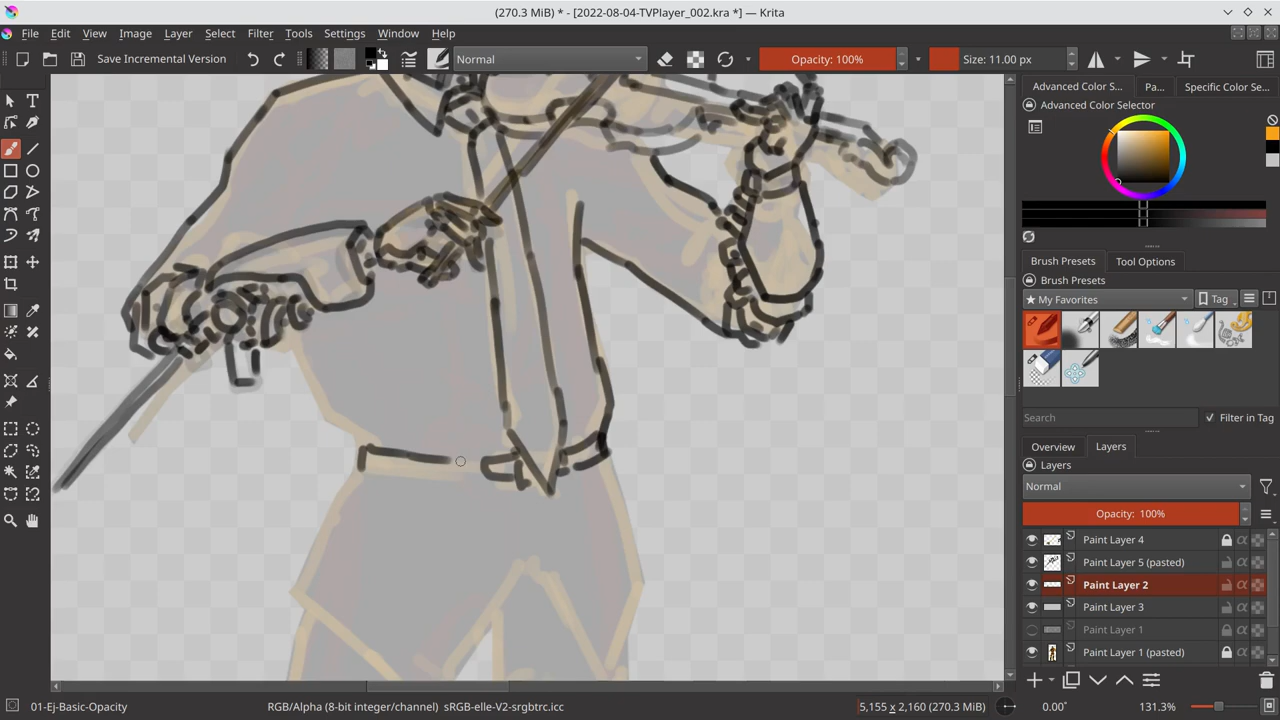 (270.3 MiB) * - [2022-08-04-TVPlayer_002.kra *] — Krita
File Edit View Image Layer Select Filter Tools Settings Window Help
Save Incremental Version Normal Opacity: 100% Size: 11.00 px
Advanced Color S... Pa... Specific Color Se...
Advanced Color Selector
Brush Presets Tool Options
Brush Presets
My Favorites Tag
Search Filter in Tag
Overview Layers
Layers
Normal
Opacity: 100%
Paint Layer 4
Paint Layer 5 (pasted)
Paint Layer 2
Paint Layer 3
Paint Layer 1
Paint Layer 1 (pasted)
01-Ej-Basic-Opacity RGB/Alpha (8-bit integer/channel) sRGB-elle-V2-srgbtrc.icc 5,155 x 2,160 (270.3 MiB) 0.00° 131.3%